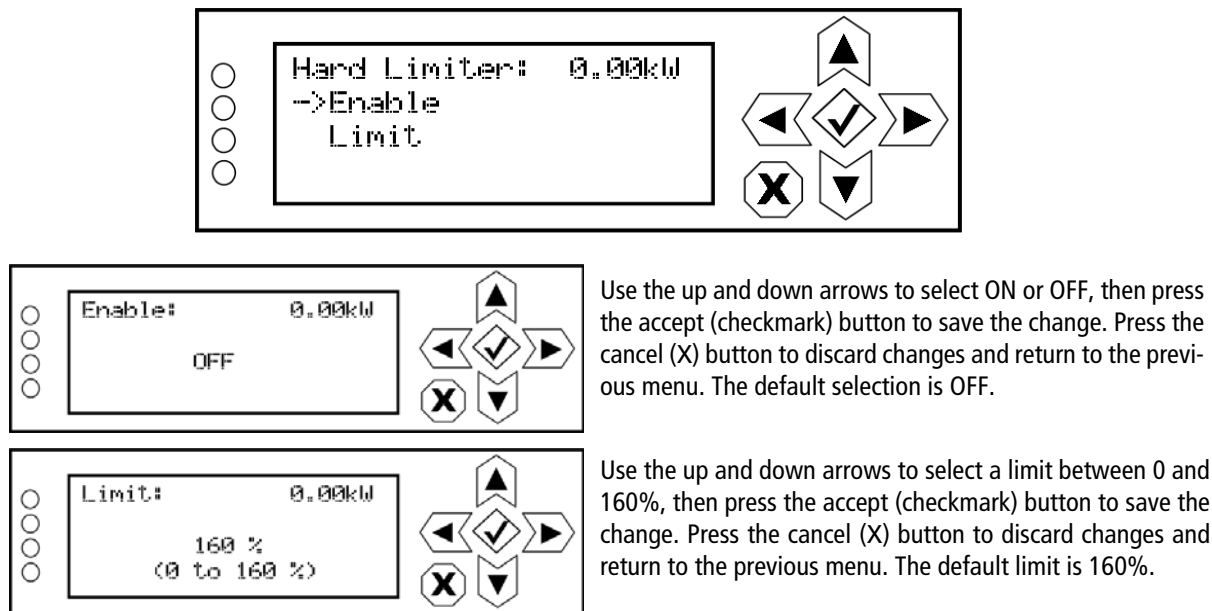 Hard Limiter: 0.00kW
->Enable
Limit
X
Enable: 0.00kW
OFF
X
Use the up and down arrows to select ON or OFF, then press
the accept (checkmark) button to save the change. Press the
cancel (X) button to discard changes and return to the previ-
ous menu. The default selection is OFF.
Limit: 0.00kW
160 %
(0 to 160 %)
X
Use the up and down arrows to select a limit between 0 and
160%, then press the accept (checkmark) button to save the
change. Press the cancel (X) button to discard changes and
return to the previous menu. The default limit is 160%.